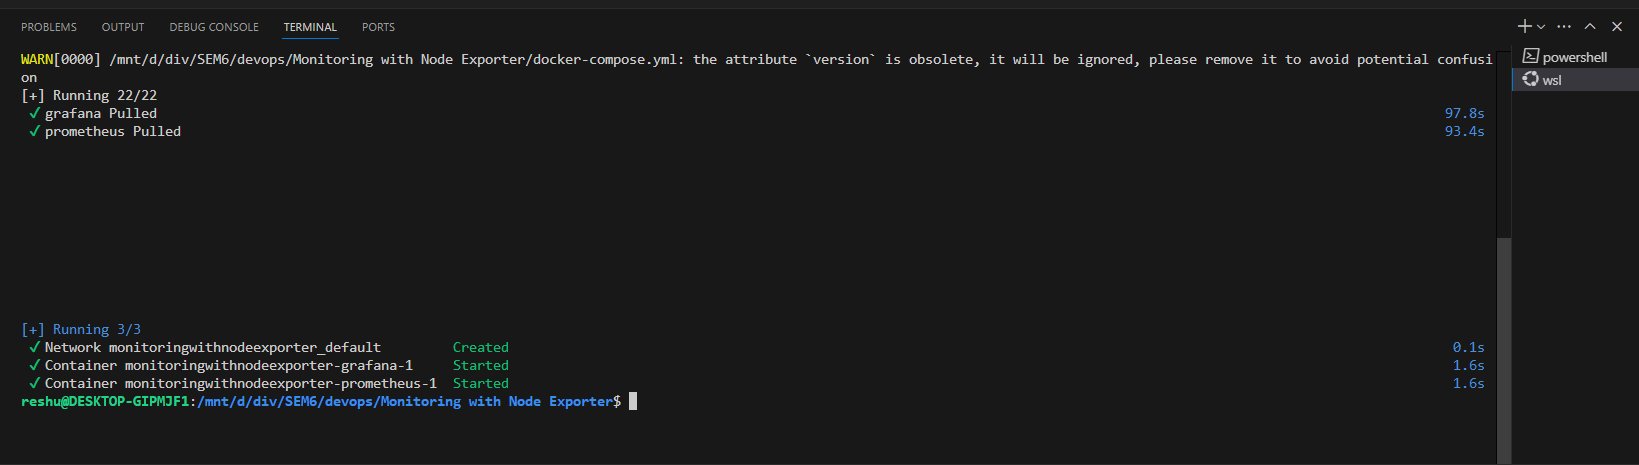 PROBLEMS OUTPUT DEBUG CONSOLE TERMINAL PORTS
WARN[0000] /mnt/d/div/SEM6/devops/Monitoring with Node Exporter/docker-compose.yml: the attribute `version` is obsolete, it will be ignored, please remove it to avoid potential confusi
on
[+] Running 22/22
✓ grafana Pulled 97.8s
✓ prometheus Pulled 93.4s
[+] Running 3/3
✓ Network monitoringwithnodeexporter_default Created 0.1s
✓ Container monitoringwithnodeexporter-grafana-1 Started 1.6s
✓ Container monitoringwithnodeexporter-prometheus-1 Started 1.6s
reshu@DESKTOP-GIPMJF1:/mnt/d/div/SEM6/devops/Monitoring with Node Exporter$
powershell
wsl